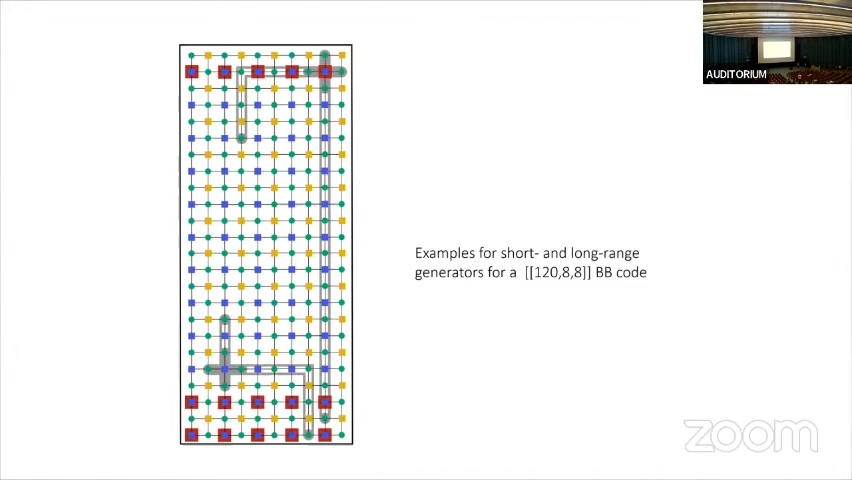 AUDITORIUM
Examples for short- and long-range
generators for a [[120,8,8]] BB code
zoom